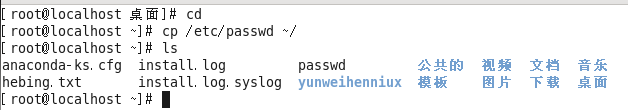 [root@localhost 桌面]# cd
[root@localhost ~]# cp /etc/passwd ~/
[root@localhost ~]# ls
anaconda-ks.cfg install.log passwd 公共的 视频 文档 音乐
hebing.txt install.log.syslog yunweihenniux 模板 图片 下载 桌面
[root@localhost ~]#